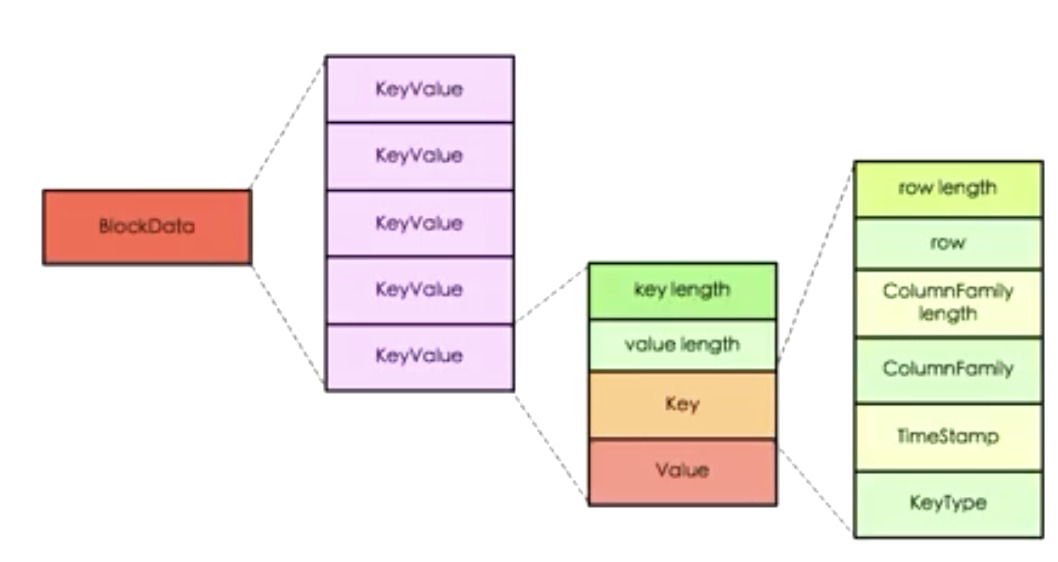 BlockData
KeyValue
KeyValue
KeyValue
KeyValue
KeyValue
key length
value length
Key
Value
row length
row
ColumnFamily
length
ColumnFamily
TimeStamp
KeyType